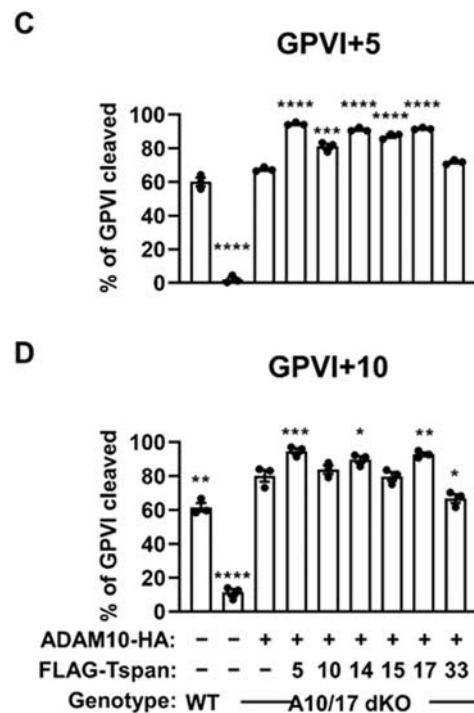 C
GPVI+5
% of GPVI cleaved
100
80
60
40
20
0
**** **** *** **** **** ****
D
GPVI+10
% of GPVI cleaved
100
80
60
40
20
0
** **** *** * ** *
ADAM10-HA: – – + + + + + + +
FLAG-Tspan: – – – 5 10 14 15 17 33
Genotype: WT A10/17 dKO